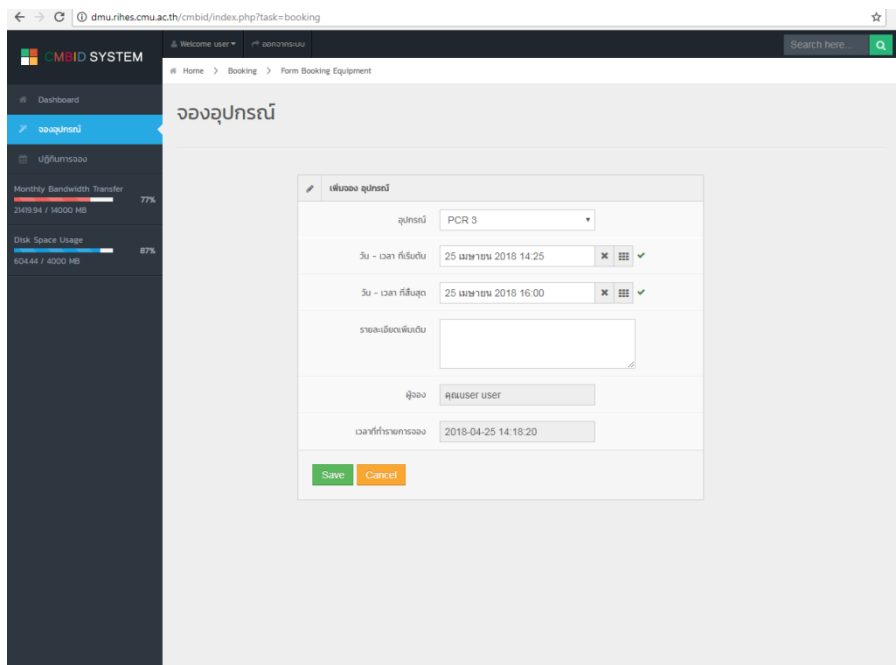 dmu.rihes.cmu.ac.th/cmbid/index.php?task=booking
CMBID SYSTEM
Welcome user
ออกจากระบบ
Search here...
Home > Booking > Form Booking Equipment
Dashboard
จองอุปกรณ์
ปฏิทินการจอง
Monthly Bandwidth Transfer
77%
21419.94 / 14000 MB
Disk Space Usage
87%
604.44 / 4000 MB
จองอุปกรณ์
เพิ่มจอง อุปกรณ์
อุปกรณ์ PCR 3
วัน - เวลา ที่เริ่มต้น 25 เมษายน 2018 14:25
วัน - เวลา ที่สิ้นสุด 25 เมษายน 2018 16:00
รายละเอียดเพิ่มเติม
ผู้จอง คุณuser user
เวลาที่ทำรายการจอง 2018-04-25 14:18:20
Save Cancel